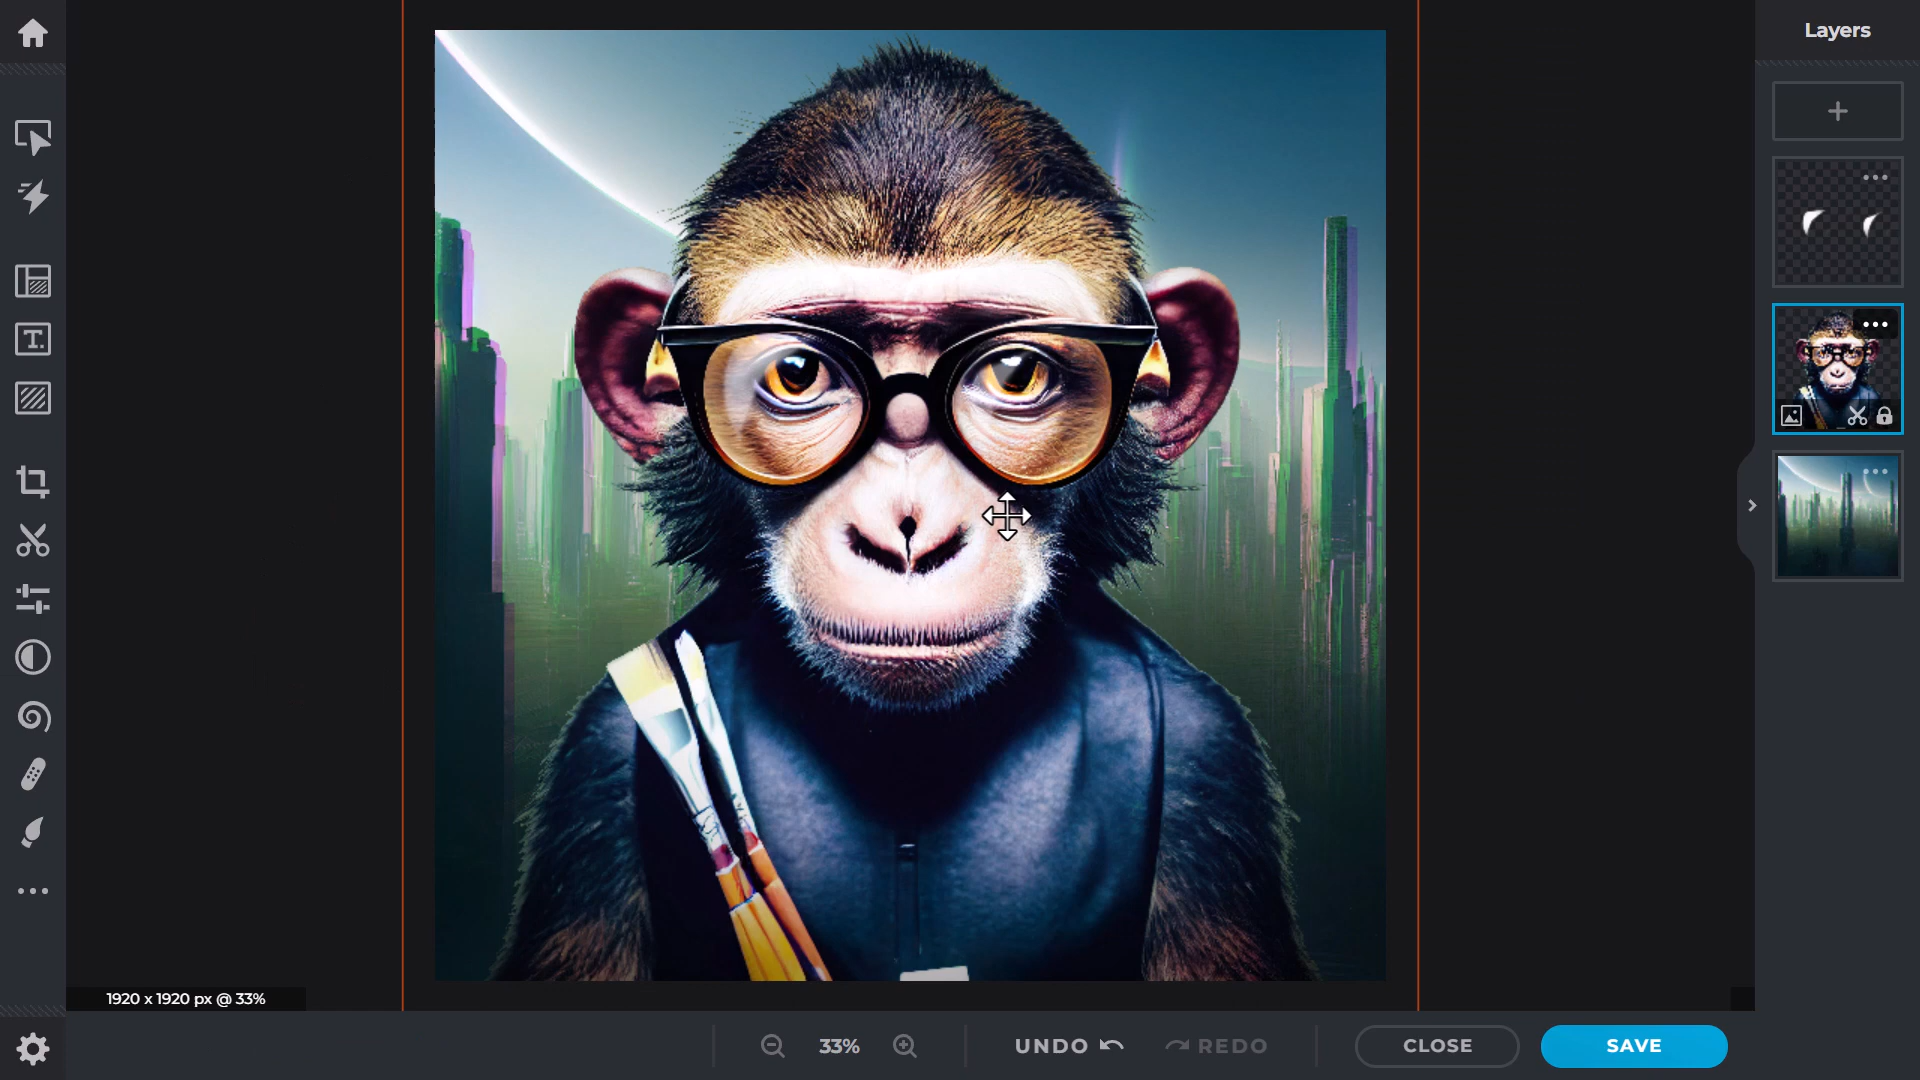 Layers
T.
1920 x 1920 px @ 33%
33%
UNDO
REDO
CLOSE
SAVE